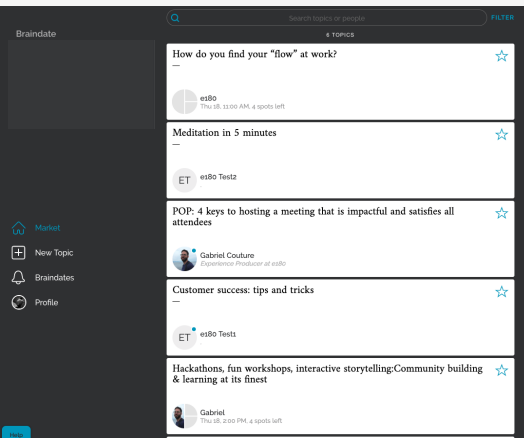 Braindate
Search topics or people
FILTER
6 TOPICS
How do you find your “flow” at work?
e180
Thu 18, 11:00 AM, 4 spots left
Meditation in 5 minutes
ET
e180 Test2
POP: 4 keys to hosting a meeting that is impactful and satisfies all
attendees
Gabriel Couture
Experience Producer at e180
Customer success: tips and tricks
ET
e180 Test1
Hackathons, fun workshops, interactive storytelling:Community building
& learning at its finest
Gabriel
Thu 18, 2:00 PM, 4 spots left
Market
New Topic
Braindates
Profile
Help